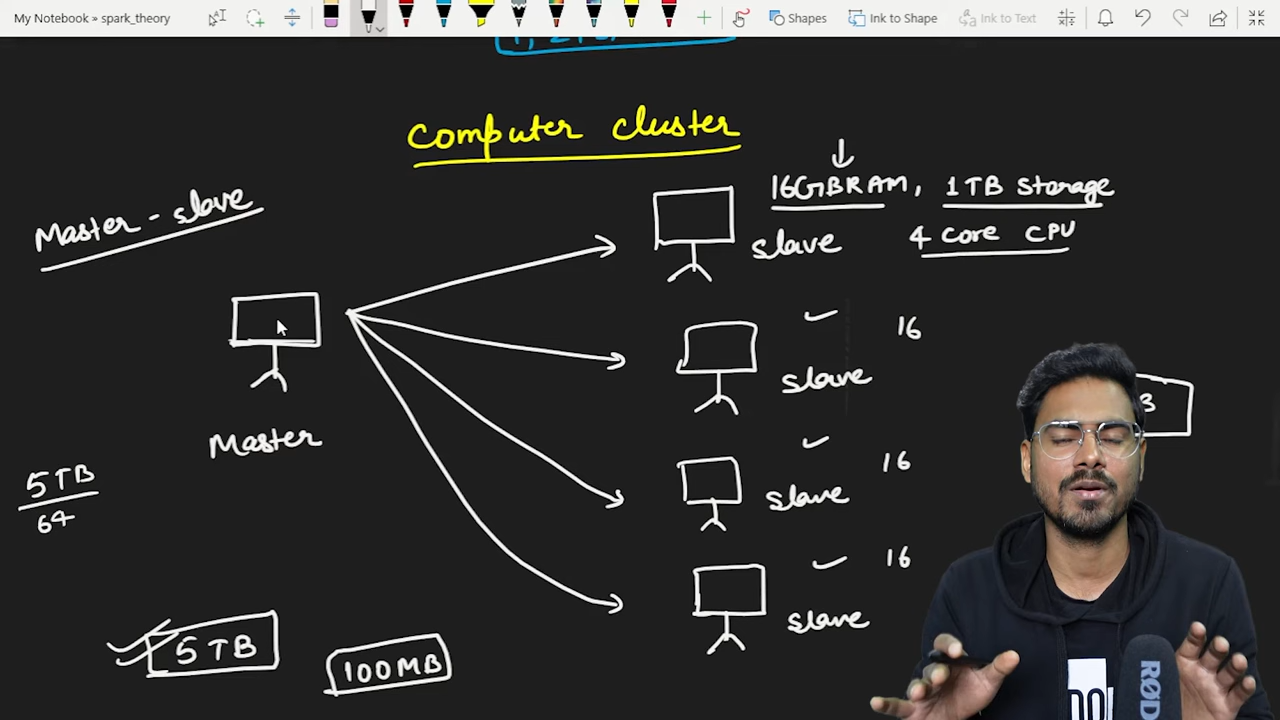 My Notebook » spark_theory
Shapes
Ink to Shape
Ink to Text
computer cluster
Master - slave
16GB RAM, 1TB storage
4 core CPU
slave
16
slave
Master
16
slave
5TB
64
16
slave
5TB
100MB
RØD